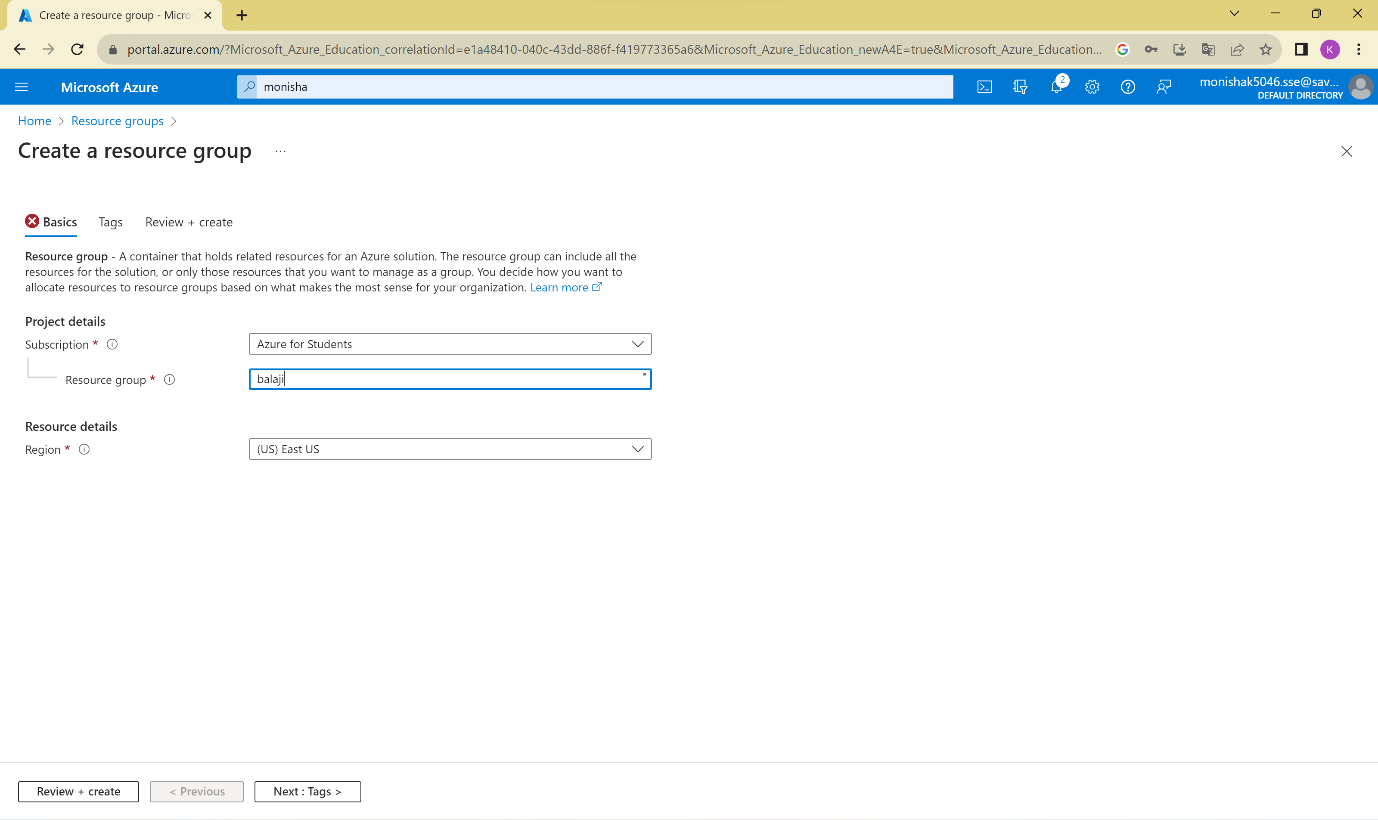 Create a resource group - Micro
portal.azure.com/?Microsoft_Azure_Education_correlationId=e1a48410-040c-43dd-886f-f419773365a6&Microsoft_Azure_Education_newA4E=true&Microsoft_Azure_Education...
K
Microsoft Azure
monisha
2
monishak5046.sse@sav...
DEFAULT DIRECTORY
Home > Resource groups >
Create a resource group ...
Basics Tags Review + create
Resource group - A container that holds related resources for an Azure solution. The resource group can include all the
resources for the solution, or only those resources that you want to manage as a group. You decide how you want to
allocate resources to resource groups based on what makes the most sense for your organization. Learn more
Project details
Subscription * Azure for Students
Resource group * balaji
Resource details
Region * (US) East US
Review + create < Previous Next : Tags >